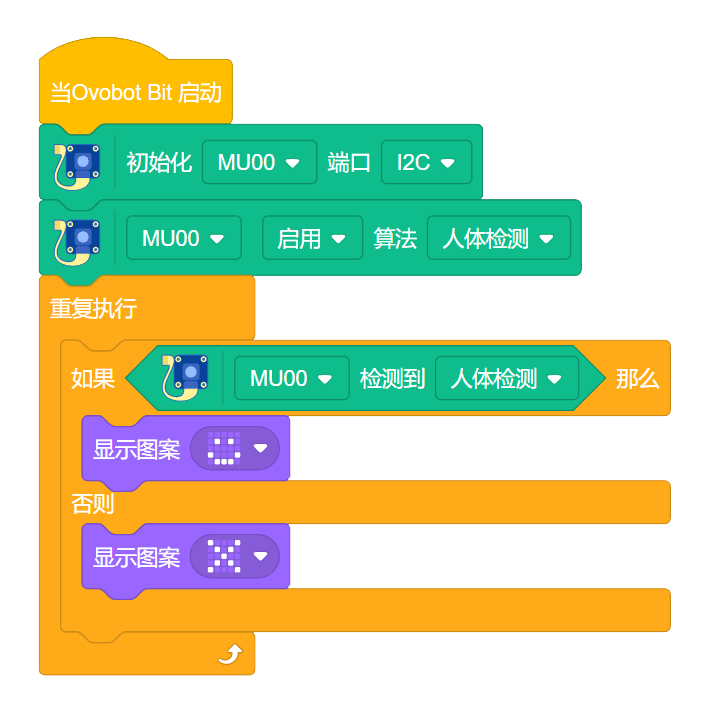 当Ovobot Bit 启动
初始化 MU00 端口 I2C
MU00 启用 算法 人体检测
重复执行
如果 MU00 检测到 人体检测 那么
显示图案
否则
显示图案